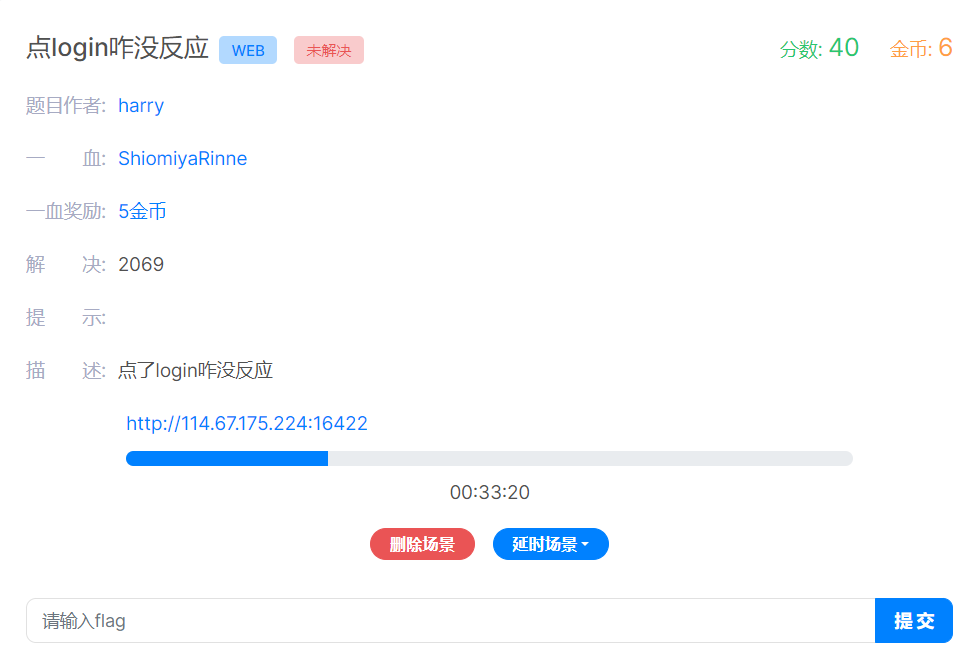 点login咋没反应 WEB 未解决 分数: 40 金币: 6
题目作者: harry
一 血: ShiomiyaRinne
一血奖励: 5金币
解 决: 2069
提 示:
描 述: 点了login咋没反应
http://114.67.175.224:16422
00:33:20
删除场景 延时场景
请输入flag 提交